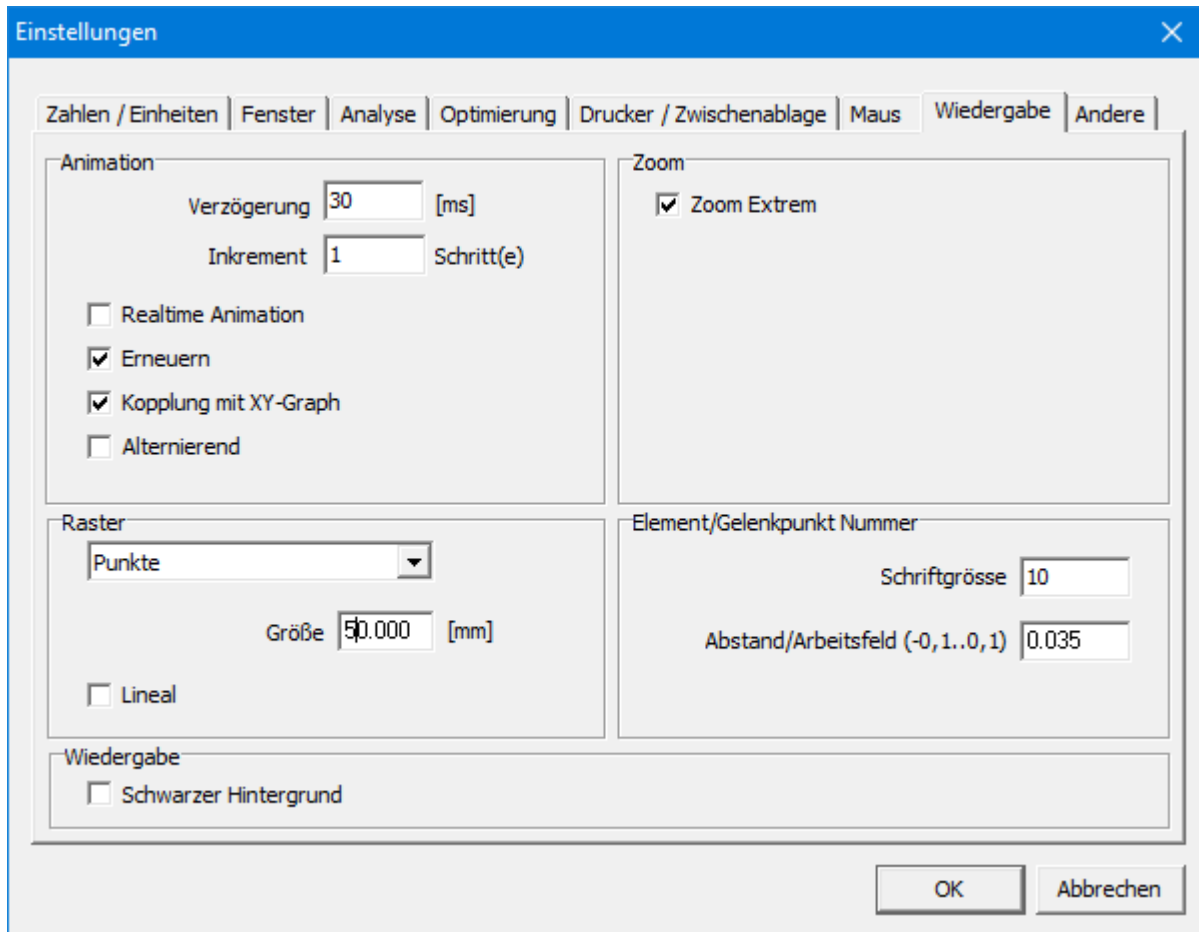 Einstellungen
Zahlen / Einheiten Fenster Analyse Optimierung Drucker / Zwischenablage Maus Wiedergabe Andere
Animation
Verzögerung 30 [ms]
Inkrement 1 Schritt(e)
Realtime Animation
Erneuern
Kopplung mit XY-Graph
Alternierend
Zoom
Zoom Extrem
Raster
Punkte
Größe 50.000 [mm]
Lineal
Element/Gelenkpunkt Nummer
Schriftgrösse 10
Abstand/Arbeitsfeld (-0,1..0,1) 0.035
Wiedergabe
Schwarzer Hintergrund
OK Abbrechen